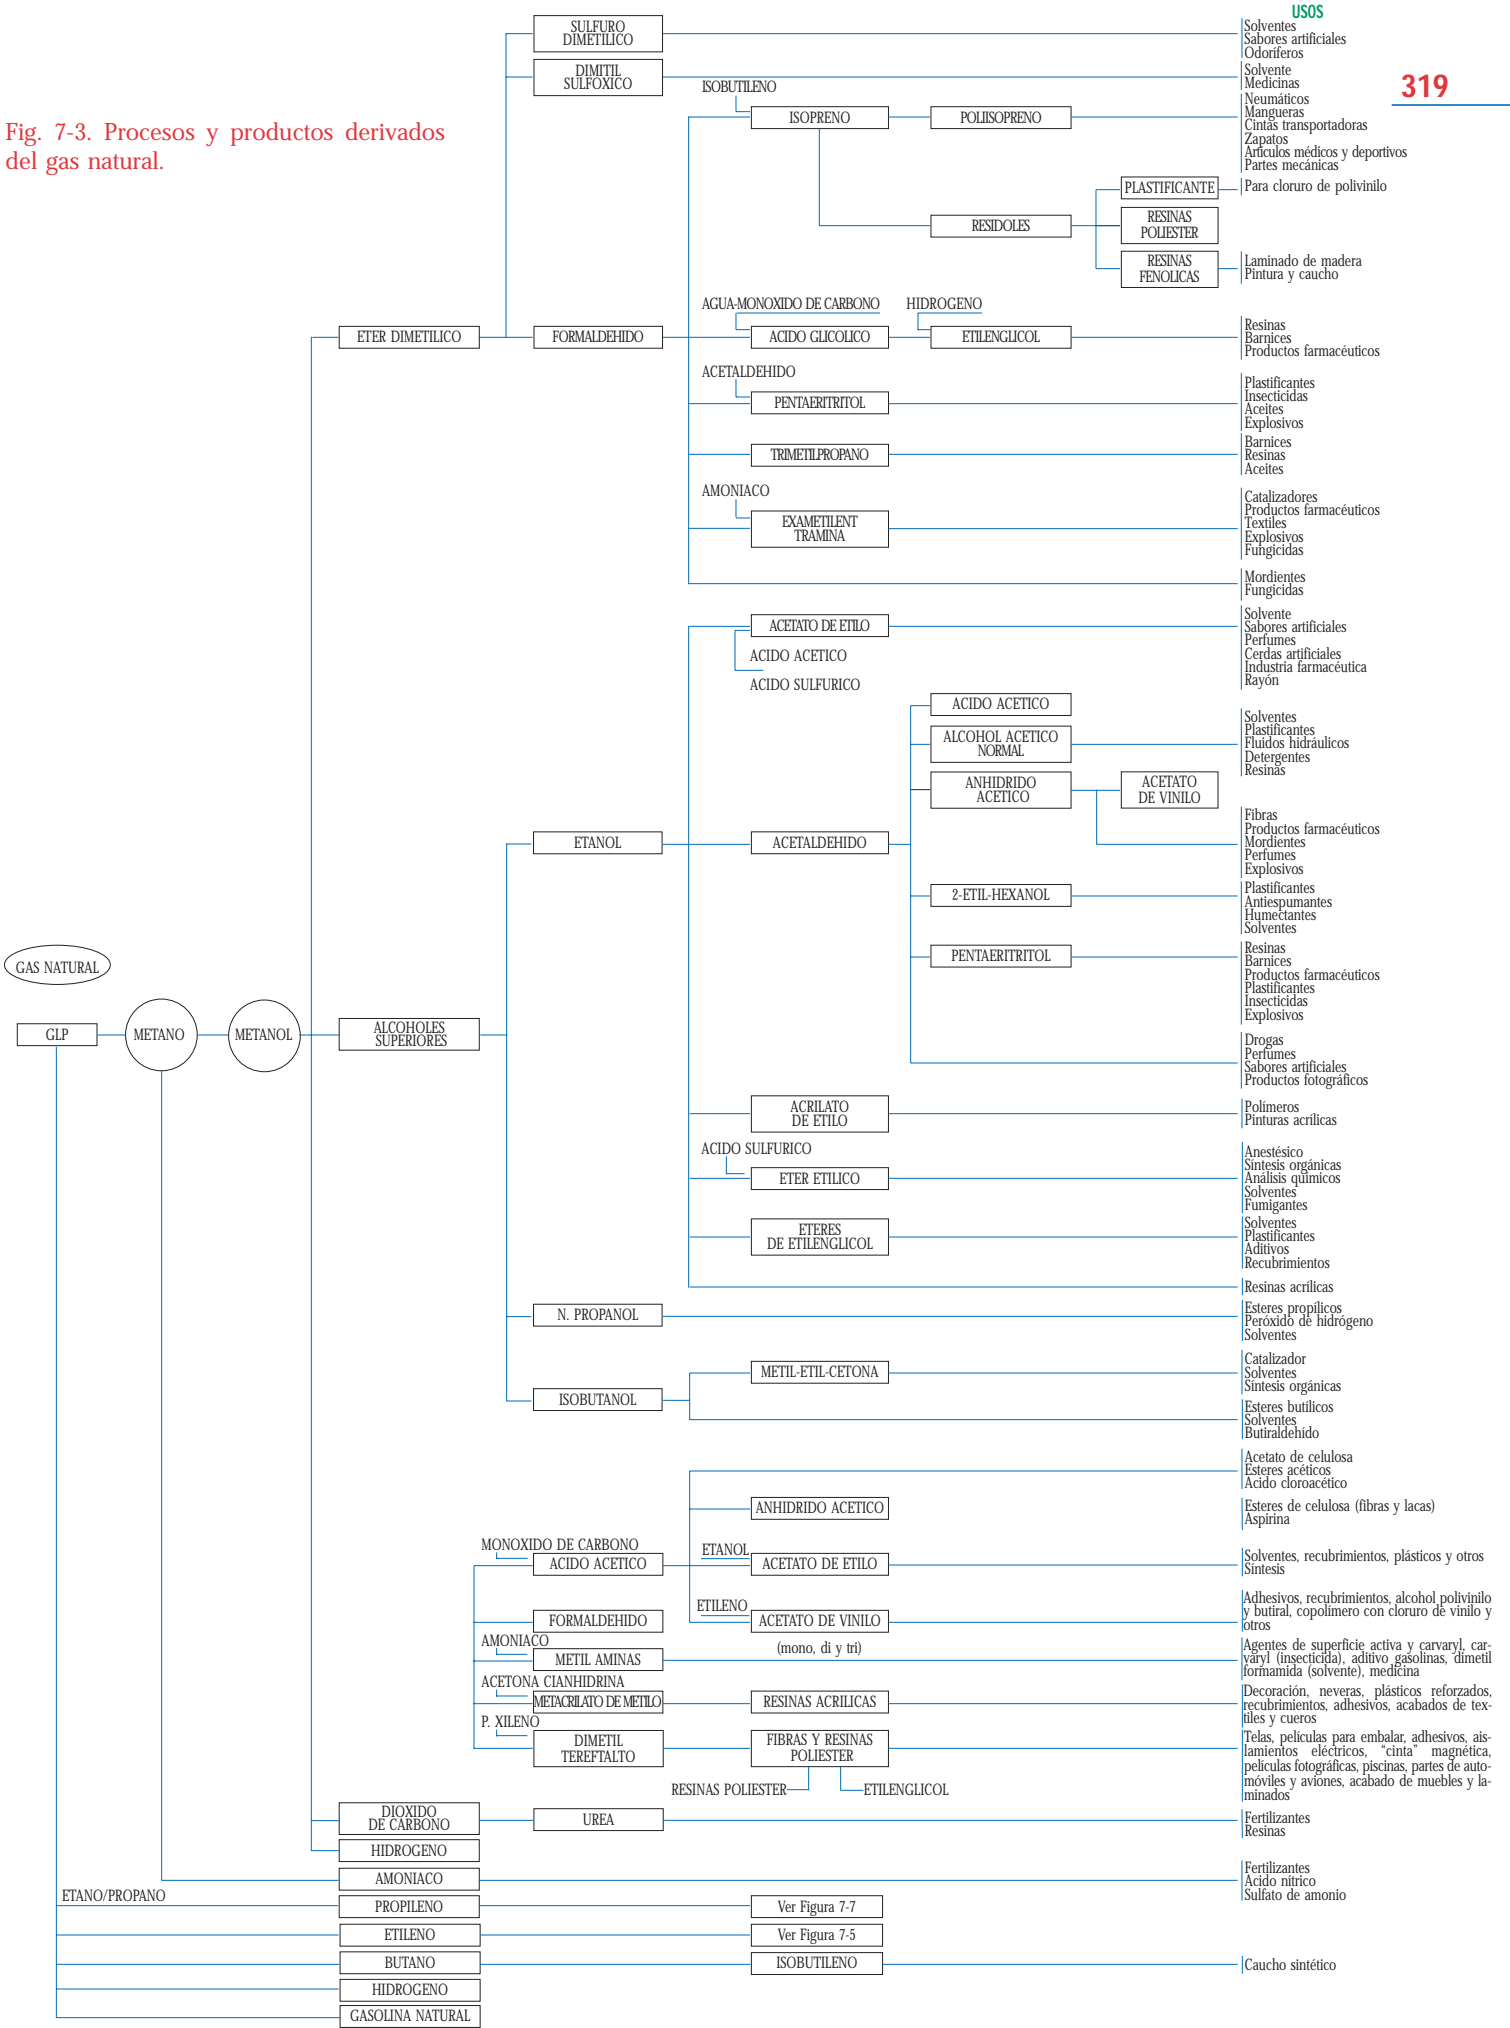 USOS
319
Fig. 7-3. Procesos y productos derivados
del gas natural.
SULFURO
DIMETILICO
Solventes
Sabores artificiales
Odoríferos
DIMITIL
SULFOXICO
Solvente
Medicinas
ISOBUTILENO
ISOPRENO
POLIISOPRENO
Neumáticos
Mangueras
Cintas transportadoras
Zapatos
Artículos médicos y deportivos
Partes mecánicas
PLASTIFICANTE
Para cloruro de polivinilo
RESIDOLES
RESINAS
POLIESTER
RESINAS
FENOLICAS
Laminado de madera
Pintura y caucho
ETER DIMETILICO
FORMALDEHIDO
AGUA-MONOXIDO DE CARBONO
ACIDO GLICOLICO
HIDROGENO
ETILENGLICOL
Resinas
Barnices
Productos farmacéuticos
ACETALDEHIDO
PENTAERITRITOL
Plastificantes
Insecticidas
Aceites
Explosivos
TRIMETILPROPANO
Barnices
Resinas
Aceites
AMONIACO
EXAMETILENT
TRAMINA
Catalizadores
Productos farmacéuticos
Textiles
Explosivos
Fungicidas
Mordientes
Fungicidas
ACETATO DE ETILO
ACIDO ACETICO
ACIDO SULFURICO
Solvente
Sabores artificiales
Perfumes
Cerdas artificiales
Industria farmacéutica
Rayón
ACIDO ACETICO
ALCOHOL ACETICO
NORMAL
Solventes
Plastificantes
Fluidos hidráulicos
Detergentes
Resinas
ANHIDRIDO
ACETICO
ACETATO
DE VINILO
ETANOL
ACETALDEHIDO
Fibras
Productos farmacéuticos
Mordientes
Perfumes
Explosivos
2-ETIL-HEXANOL
Plastificantes
Antiespumantes
Humectantes
Solventes
PENTAERITRITOL
Resinas
Barnices
Productos farmacéuticos
Plastificantes
Insecticidas
Explosivos
GAS NATURAL
GLP
METANO
METANOL
ALCOHOLES
SUPERIORES
Drogas
Perfumes
Sabores artificiales
Productos fotográficos
ACRILATO
DE ETILO
Polímeros
Pinturas acrílicas
ACIDO SULFURICO
ETER ETILICO
Anestésico
Síntesis orgánicas
Análisis químicos
Solventes
Fumigantes
ETERES
DE ETILENGLICOL
Solventes
Plastificantes
Aditivos
Recubrimientos
Resinas acrílicas
N. PROPANOL
Esteres propílicos
Peróxido de hidrógeno
Solventes
METIL-ETIL-CETONA
Catalizador
Solventes
Síntesis orgánicas
ISOBUTANOL
Esteres butílicos
Solventes
Butiraldehído
Acetato de celulosa
Esteres acéticos
Acido cloroacético
ANHIDRIDO ACETICO
Esteres de celulosa (fibras y lacas)
Aspirina
MONOXIDO DE CARBONO
ACIDO ACETICO
ETANOL
ACETATO DE ETILO
Solventes, recubrimientos, plásticos y otros
Síntesis
FORMALDEHIDO
ETILENO
ACETATO DE VINILO
Adhesivos, recubrimientos, alcohol polivinilo
y butiral, copolímero con cloruro de vinilo y
otros
AMONIACO
METIL AMINAS
(mono, di y tri)
Agentes de superficie activa y carvaryl, car-
varyl (insecticida), aditivo gasolinas, dimetil
formamida (solvente), medicina
ACETONA CIANHIDRINA
METACRILATO DE METILO
RESINAS ACRILICAS
Decoración, neveras, plásticos reforzados,
recubrimientos, adhesivos, acabados de tex-
tiles y cueros
P. XILENO
DIMETIL
TEREFTALTO
FIBRAS Y RESINAS
POLIESTER
RESINAS POLIESTER
ETILENGLICOL
Telas, películas para embalar, adhesivos, ais-
lamientos eléctricos, “cinta” magnética,
películas fotográficas, piscinas, partes de auto-
móviles y aviones, acabado de muebles y la-
minados
DIOXIDO
DE CARBONO
UREA
Fertilizantes
Resinas
HIDROGENO
AMONIACO
Fertilizantes
Acido nítrico
Sulfato de amonio
ETANO/PROPANO
PROPILENO
Ver Figura 7-7
ETILENO
Ver Figura 7-5
BUTANO
ISOBUTILENO
Caucho sintético
HIDROGENO
GASOLINA NATURAL